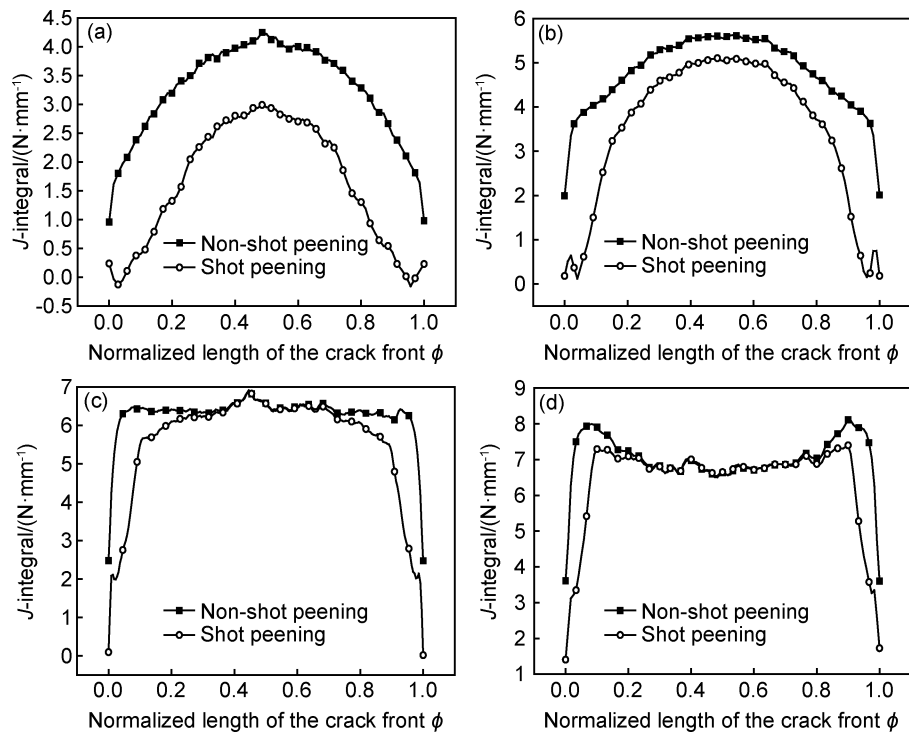 (a)
4.5
4.0
3.5
3.0
2.5
2.0
1.5
1.0
0.5
0.0
-0.5
J-integral/(N·mm⁻¹)
Non-shot peening
Shot peening
0.0 0.2 0.4 0.6 0.8 1.0
Normalized length of the crack front ϕ
(b)
6
5
4
3
2
1
0
J-integral/(N·mm⁻¹)
Non-shot peening
Shot peening
0.0 0.2 0.4 0.6 0.8 1.0
Normalized length of the crack front ϕ
(c)
7
6
5
4
3
2
1
0
J-integral/(N·mm⁻¹)
Non-shot peening
Shot peening
0.0 0.2 0.4 0.6 0.8 1.0
Normalized length of the crack front ϕ
(d)
9
8
7
6
5
4
3
2
1
J-integral/(N·mm⁻¹)
Non-shot peening
Shot peening
0.0 0.2 0.4 0.6 0.8 1.0
Normalized length of the crack front ϕ